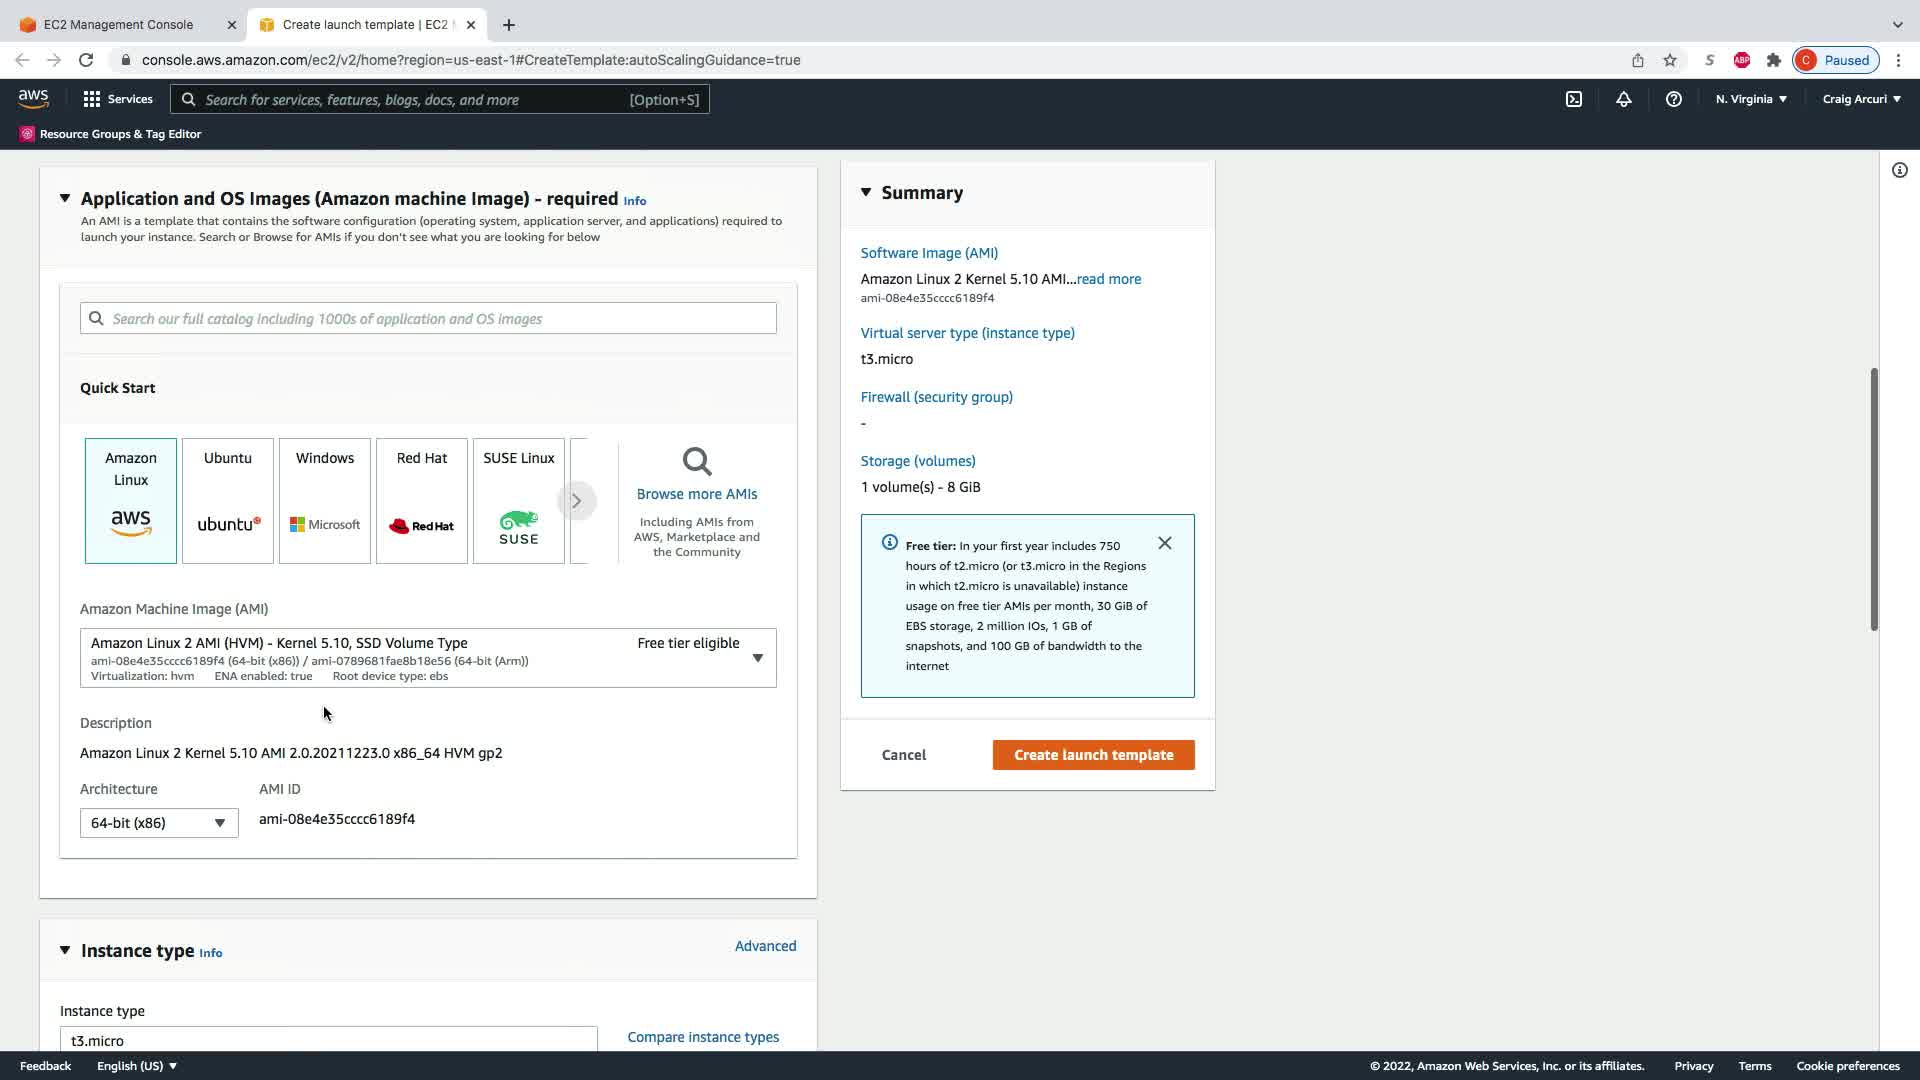 EC2 Management Console
Create launch template | EC2
console.aws.amazon.com/ec2/v2/home?region=us-east-1#CreateTemplate:autoScalingGuidance=true
S
ABP
C
Paused
aws
Services
Search for services, features, blogs, docs, and more
[Option+S]
N. Virginia
Craig Arcuri
Resource Groups & Tag Editor
Application and OS Images (Amazon machine Image) - required Info
An AMI is a template that contains the software configuration (operating system, application server, and applications) required to
launch your instance. Search or Browse for AMIs if you don't see what you are looking for below
Search our full catalog including 1000s of application and OS images
Quick Start
Amazon
Linux
aws
Ubuntu
ubuntu
Windows
Microsoft
Red Hat
Red Hat
SUSE Linux
SUSE
Browse more AMIs
Including AMIs from
AWS, Marketplace and
the Community
Amazon Machine Image (AMI)
Amazon Linux 2 AMI (HVM) - Kernel 5.10, SSD Volume Type
Free tier eligible
ami-08e4e35cccc6189f4 (64-bit (x86)) / ami-0789681fae8b18e56 (64-bit (Arm))
Virtualization: hvm ENA enabled: true Root device type: ebs
Description
Amazon Linux 2 Kernel 5.10 AMI 2.0.20211223.0 x86_64 HVM gp2
Architecture
AMI ID
64-bit (x86)
ami-08e4e35cccc6189f4
Instance type Info
Advanced
Instance type
t3.micro
Compare instance types
Summary
Software Image (AMI)
Amazon Linux 2 Kernel 5.10 AMI...read more
ami-08e4e35cccc6189f4
Virtual server type (instance type)
t3.micro
Firewall (security group)
-
Storage (volumes)
1 volume(s) - 8 GiB
Free tier: In your first year includes 750
hours of t2.micro (or t3.micro in the Regions
in which t2.micro is unavailable) instance
usage on free tier AMIs per month, 30 GiB of
EBS storage, 2 million IOs, 1 GB of
snapshots, and 100 GB of bandwidth to the
internet
Cancel
Create launch template
Feedback
English (US)
© 2022, Amazon Web Services, Inc. or its affiliates.
Privacy
Terms
Cookie preferences